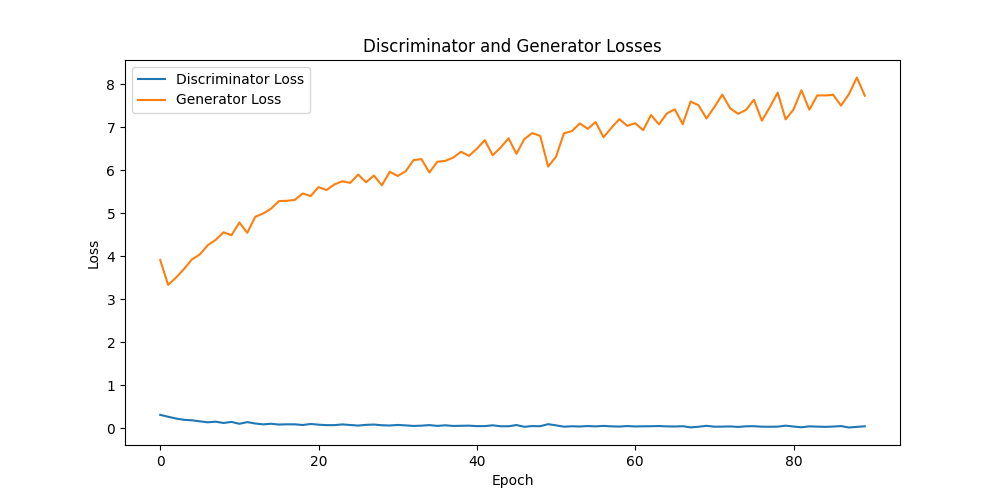 Discriminator and Generator Losses
Discriminator Loss
Generator Loss
8
7
6
5
4
3
2
1
0
Loss
0 20 40 60 80
Epoch